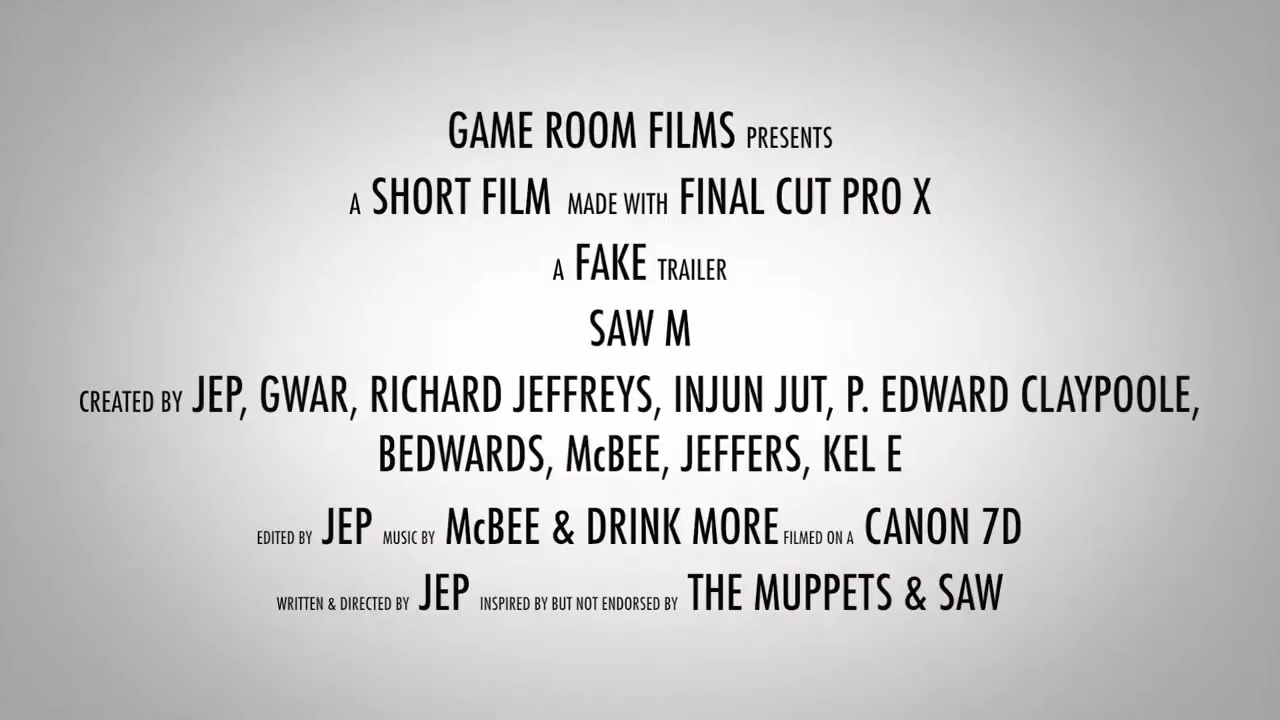 GAME ROOM FILMS PRESENTS
A SHORT FILM MADE WITH FINAL CUT PRO X
A FAKE TRAILER
SAW M
CREATED BY JEP, GWAR, RICHARD JEFFREYS, INJUN JUT, P. EDWARD CLAYPOOLE,
BEDWARDS, McBEE, JEFFERS, KEL E
EDITED BY JEP MUSIC BY McBEE & DRINK MORE FILMED ON A CANON 7D
WRITTEN & DIRECTED BY JEP INSPIRED BY BUT NOT ENDORSED BY THE MUPPETS & SAW